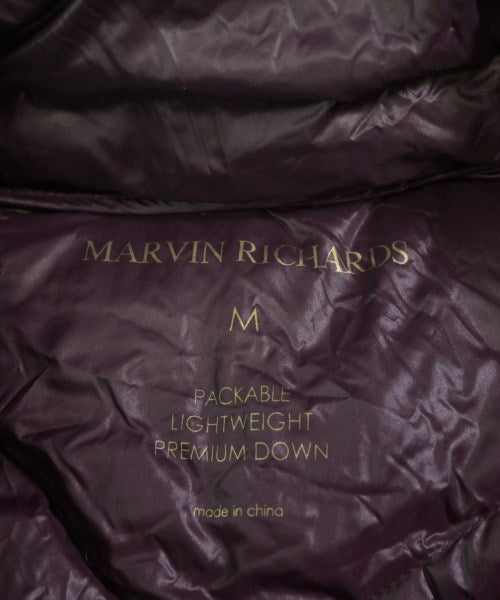 MARVIN RICHARDS
M
PACKABLE
LIGHTWEIGHT
PREMIUM DOWN
made in china